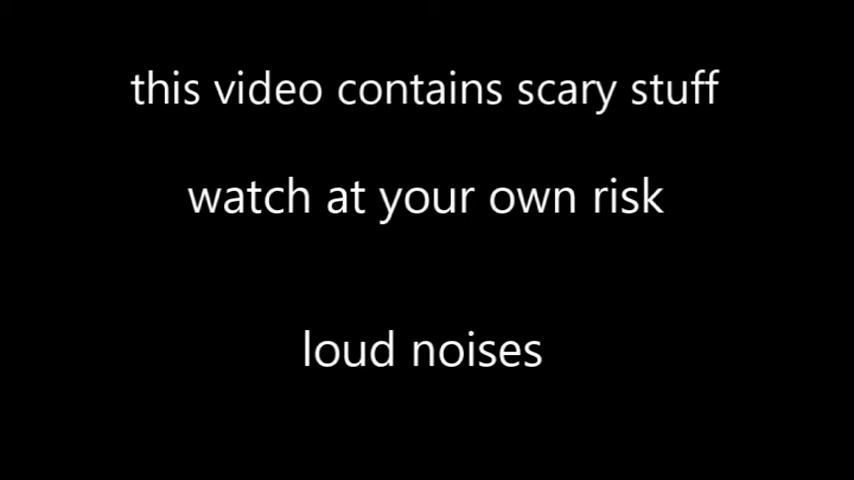 this video contains scary stuff
watch at your own risk
loud noises